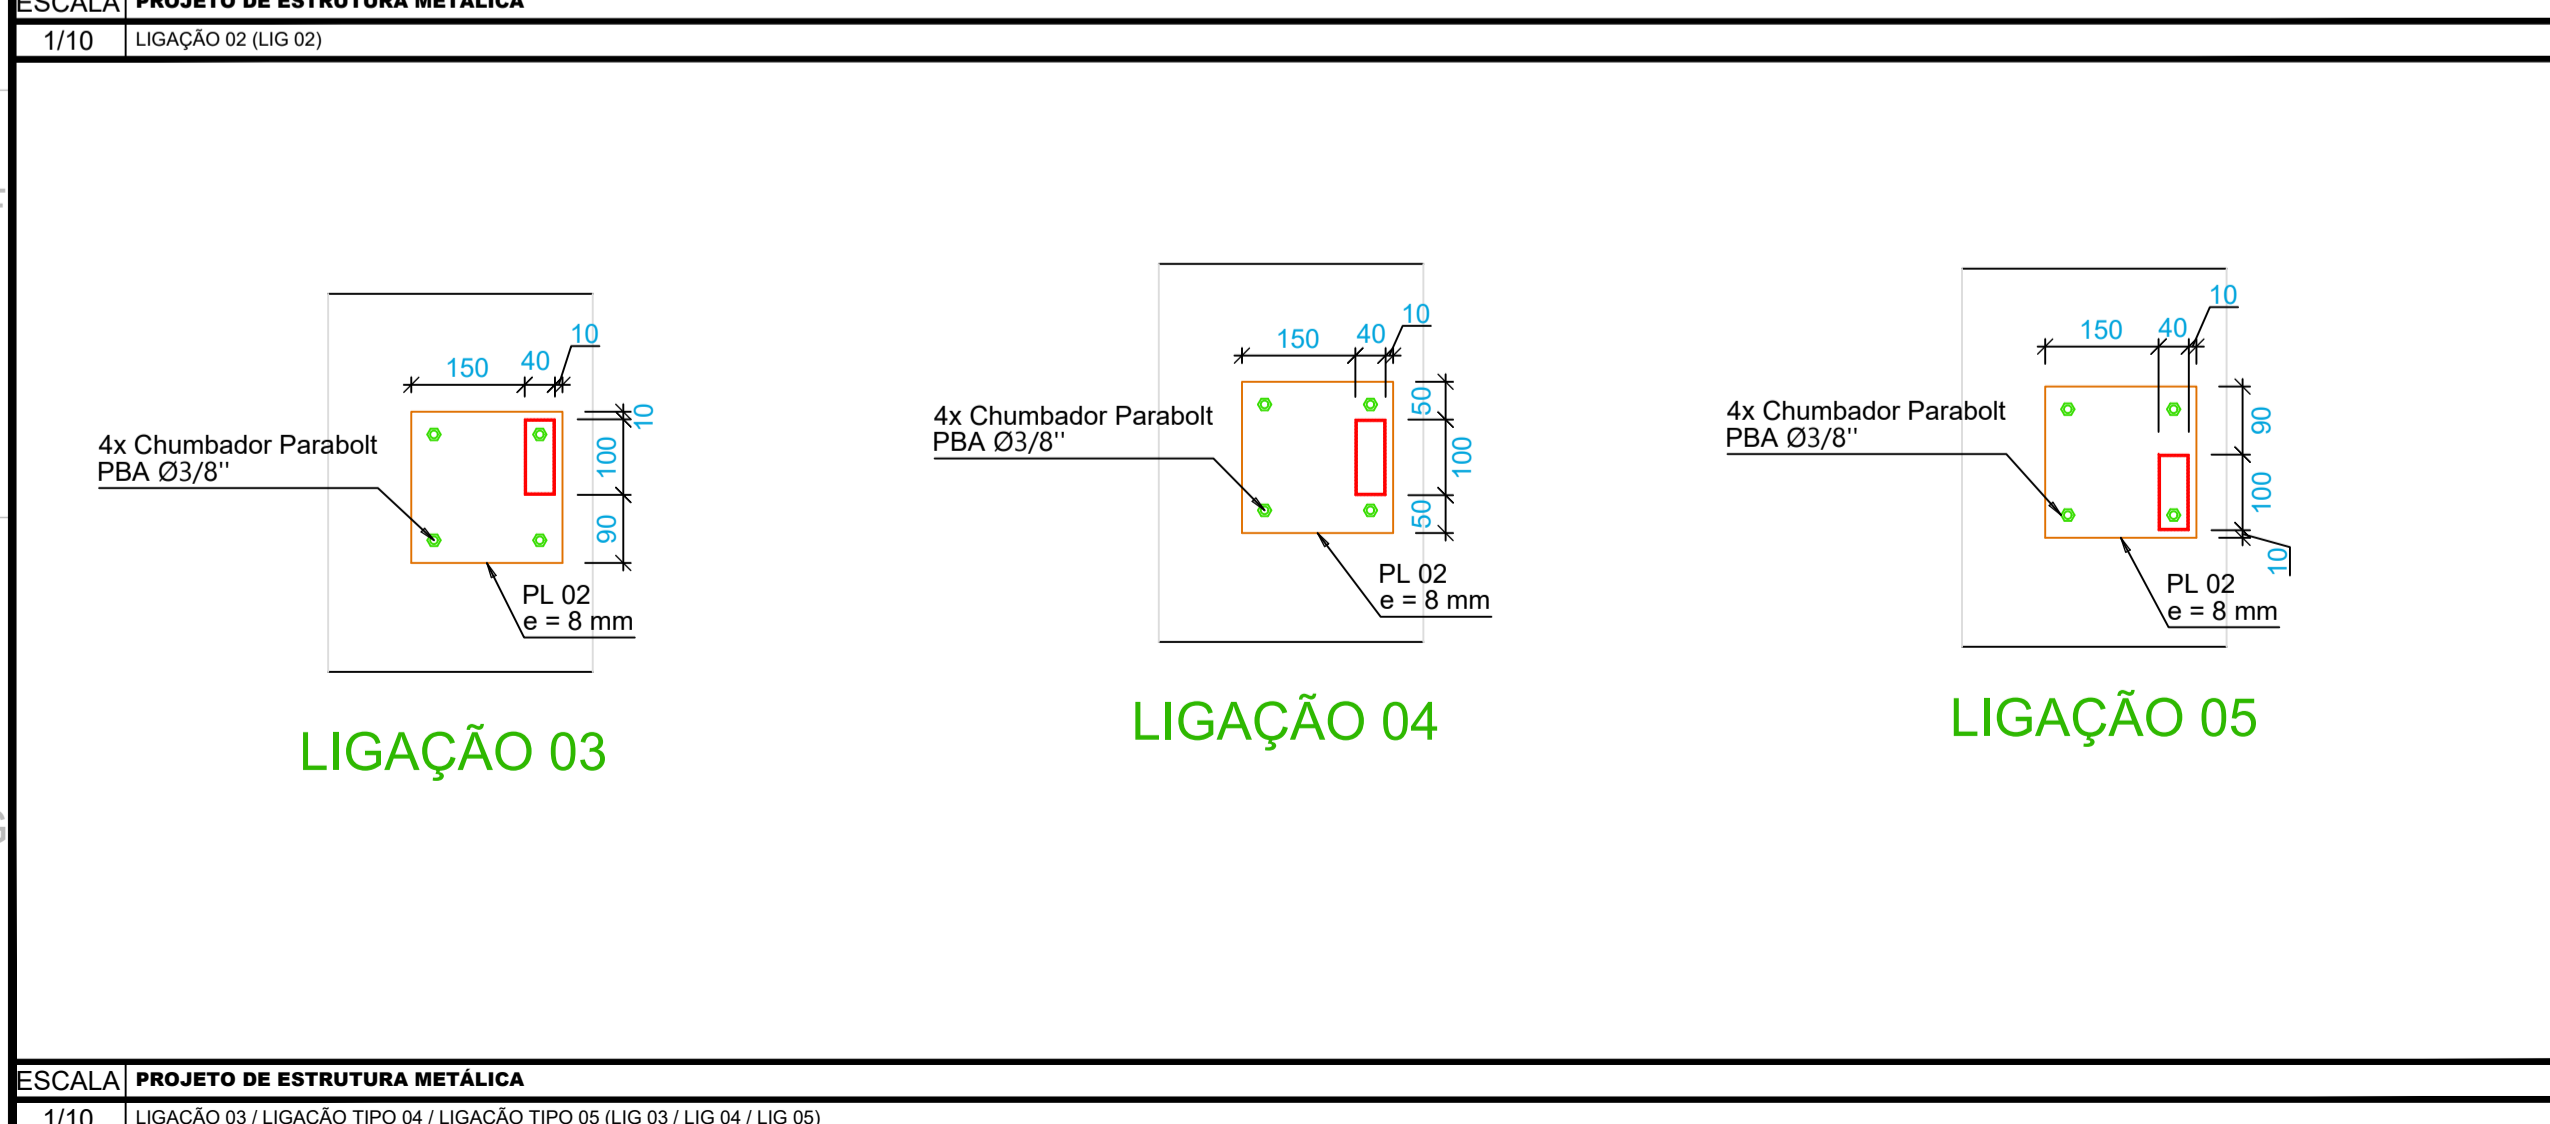 ESCALA PROJETO DE ESTRUTURA METÁLICA
1/10 LIGAÇÃO 02 (LIG 02)
150 40 10
10
100
90
4x Chumbador Parabolt
PBA Ø3/8''
PL 02
e = 8 mm
LIGAÇÃO 03
150 40 10
50
100
50
4x Chumbador Parabolt
PBA Ø3/8''
PL 02
e = 8 mm
LIGAÇÃO 04
150 40 10
90
100
10
4x Chumbador Parabolt
PBA Ø3/8''
PL 02
e = 8 mm
LIGAÇÃO 05
ESCALA PROJETO DE ESTRUTURA METÁLICA
1/10 LIGAÇÃO 03 / LIGAÇÃO TIPO 04 / LIGAÇÃO TIPO 05 (LIG 03 / LIG 04 / LIG 05)